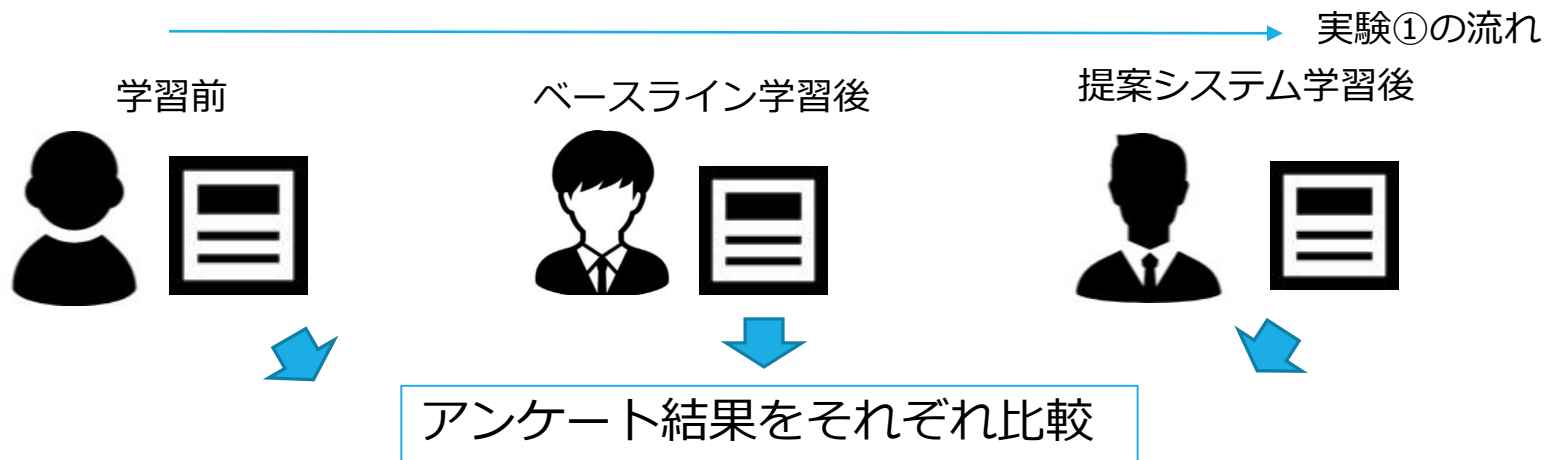 実験①の流れ
学習前
ベースライン学習後
提案システム学習後
アンケート結果をそれぞれ比較